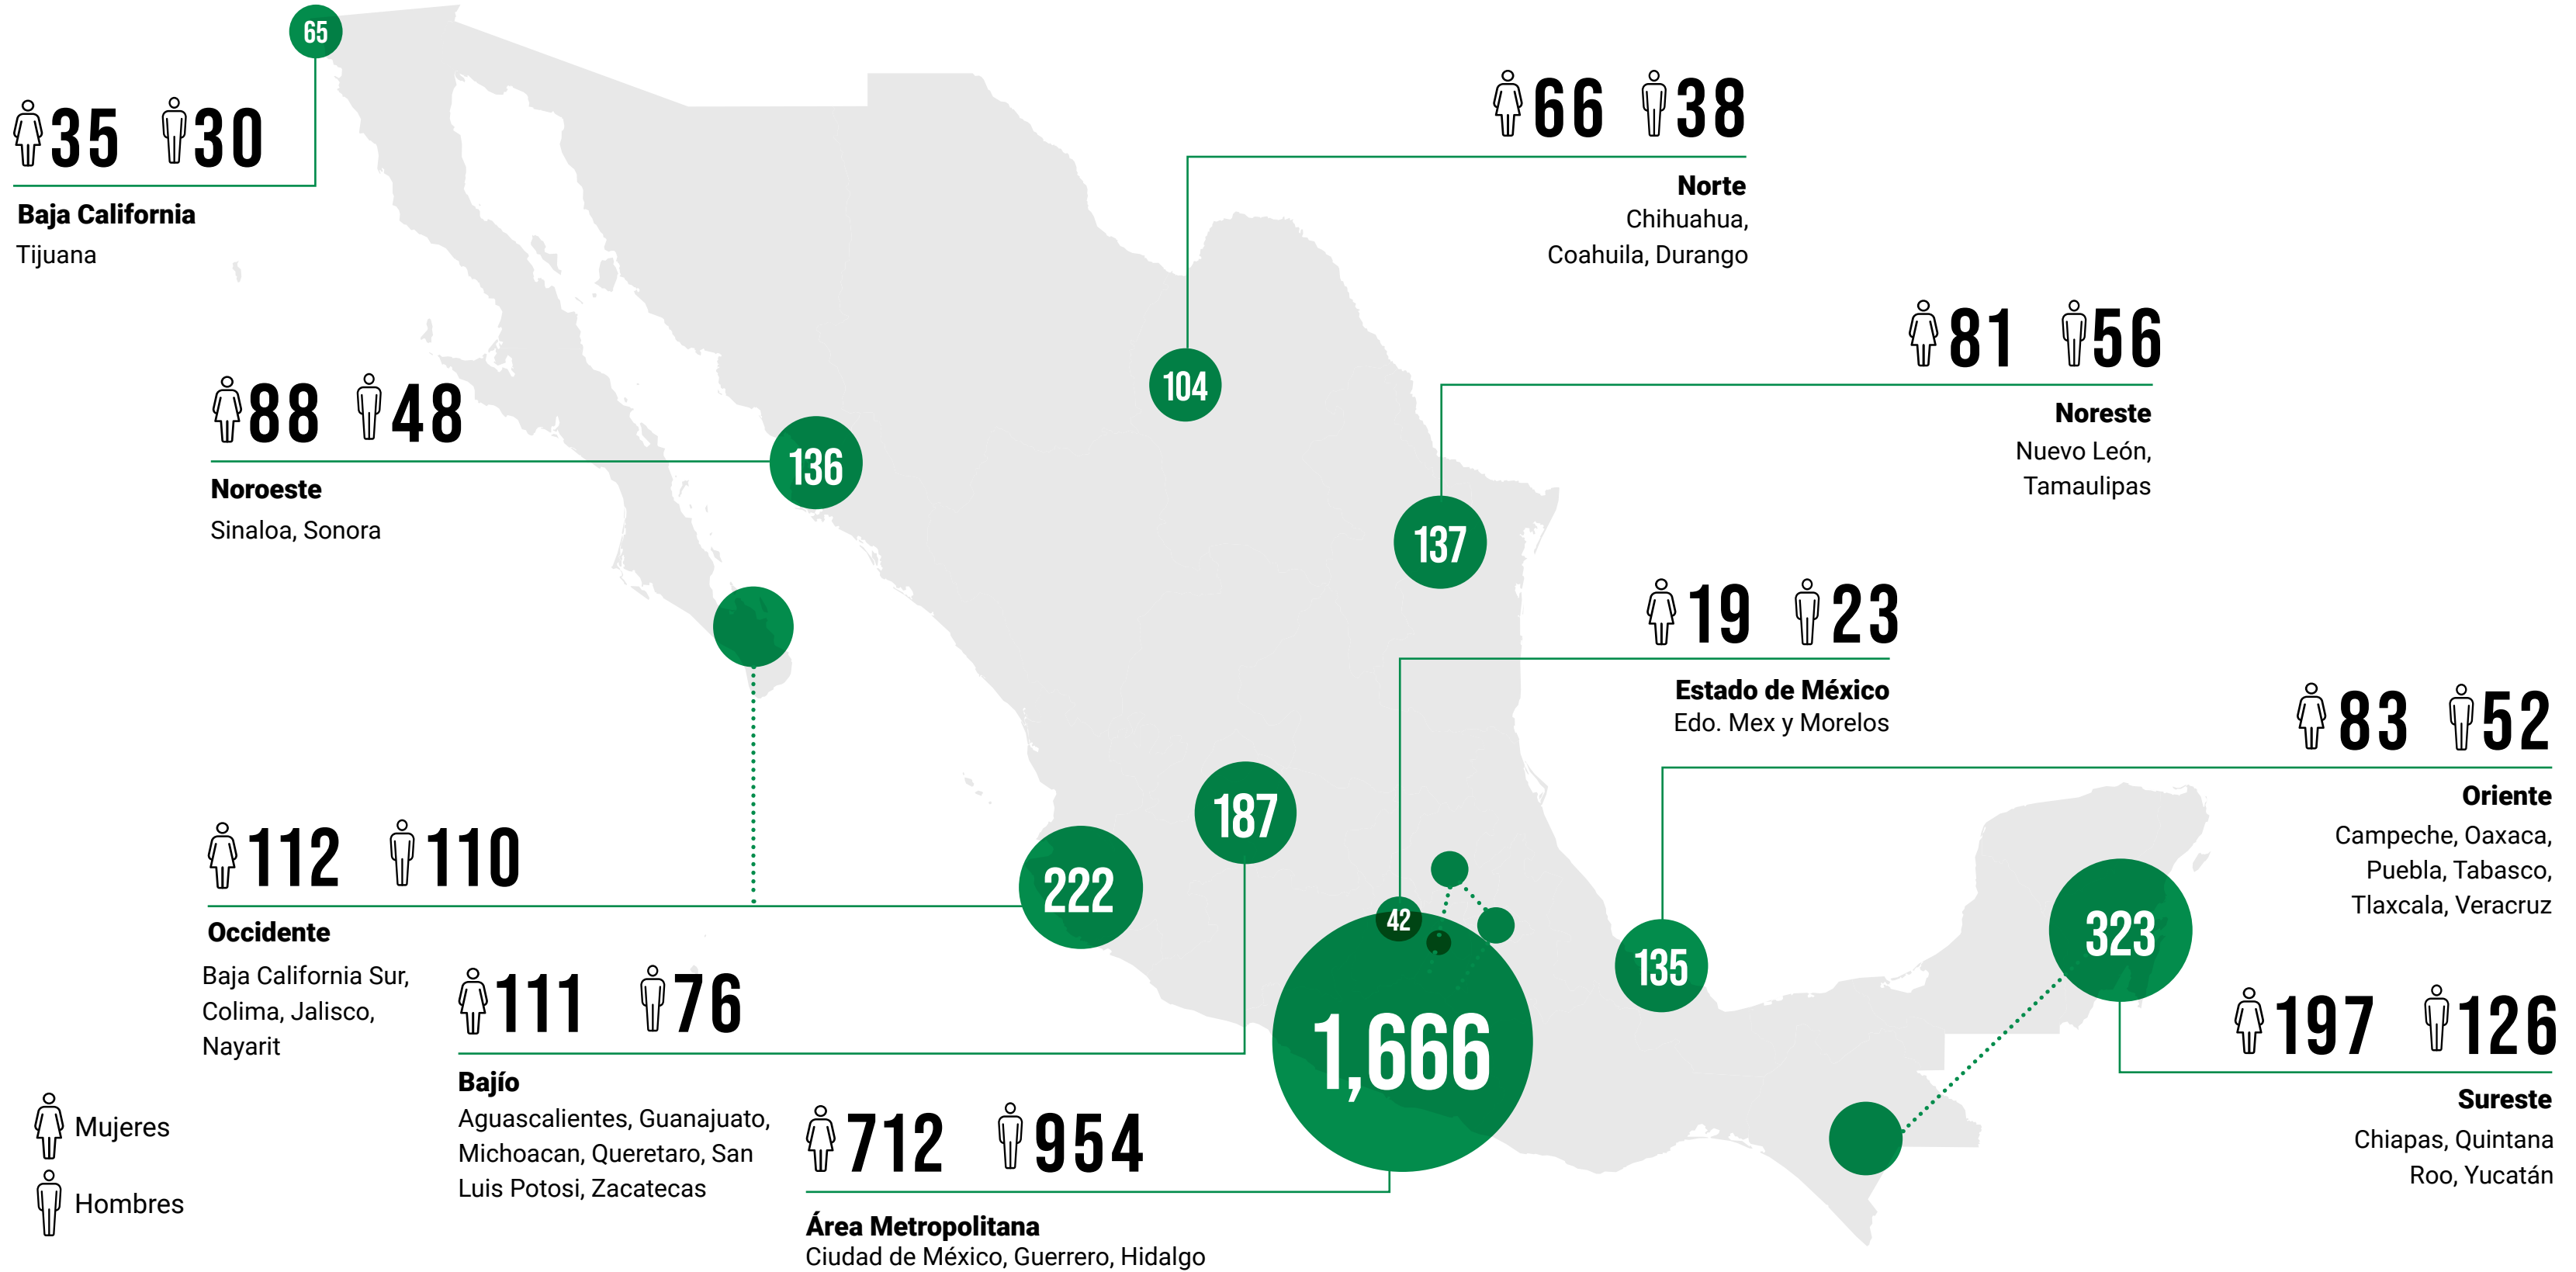 65
35 30
Baja California
Tijuana
66 38
Norte
Chihuahua,
Coahuila, Durango
104
81 56
Noreste
Nuevo León,
Tamaulipas
137
88 48
Noroeste
Sinaloa, Sonora
136
19 23
Estado de México
Edo. Mex y Morelos
42
83 52
Oriente
Campeche, Oaxaca,
Puebla, Tabasco,
Tlaxcala, Veracruz
135
112 110
Occidente
Baja California Sur,
Colima, Jalisco,
Nayarit
222
187
111 76
Bajío
Aguascalientes, Guanajuato,
Michoacan, Queretaro, San
Luis Potosi, Zacatecas
1,666
712 954
Área Metropolitana
Ciudad de México, Guerrero, Hidalgo
323
197 126
Sureste
Chiapas, Quintana
Roo, Yucatán
Mujeres
Hombres